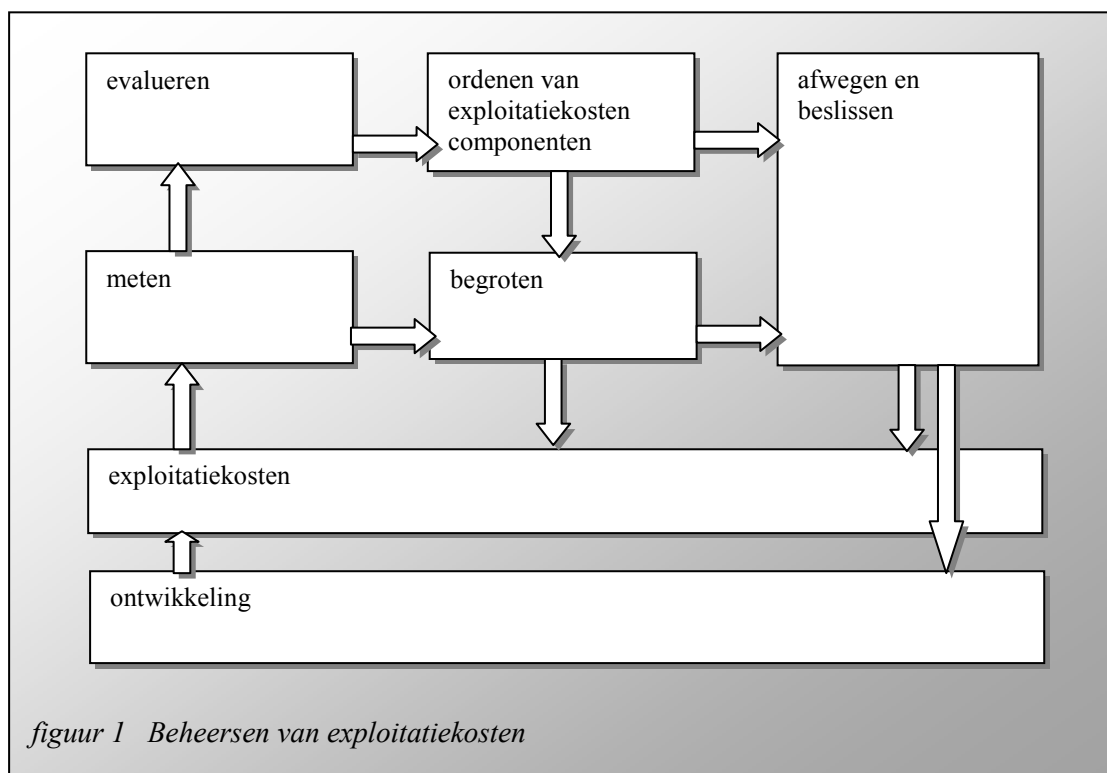 evalueren
ordenen van
exploitatiekosten
componenten
afwegen en
beslissen
meten
begroten
exploitatiekosten
ontwikkeling
figuur 1 Beheersen van exploitatiekosten